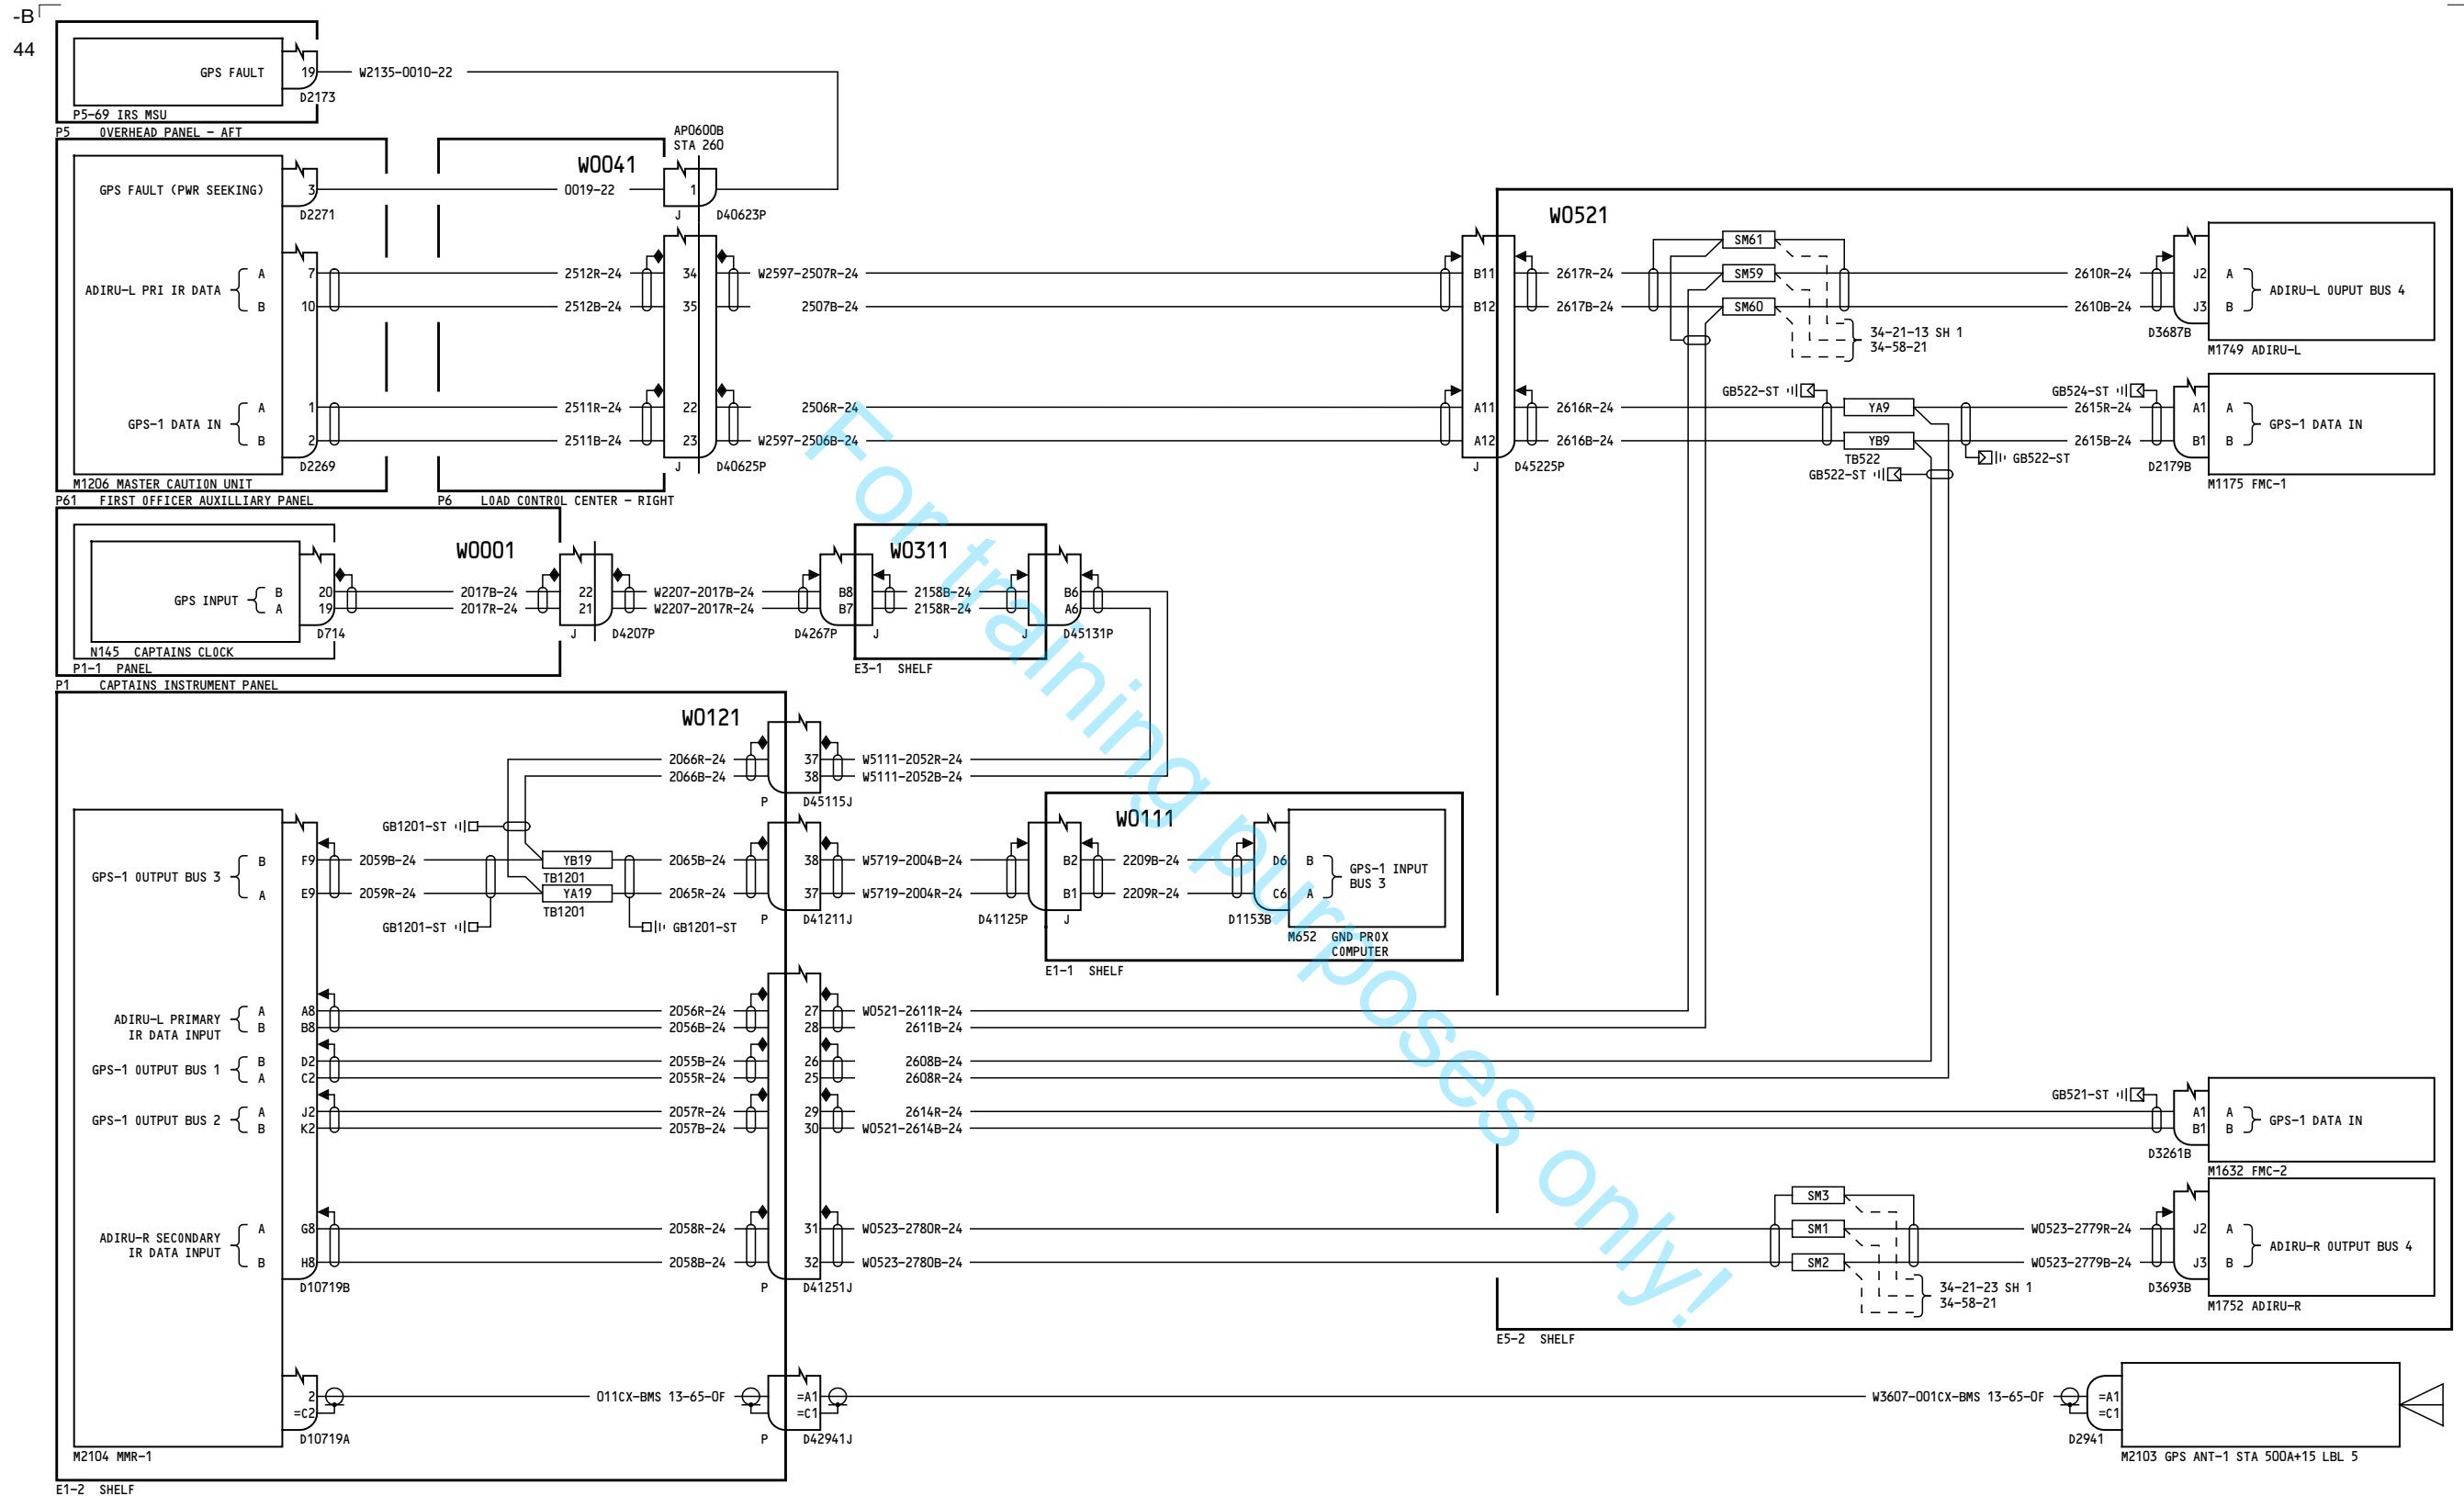 -B
44
GPS FAULT
19
W2135-0010-22
D2173
P5-69 IRS MSU
P5 OVERHEAD PANEL - AFT
AP0600B
STA 260
W0041
GPS FAULT (PWR SEEKING)
3
0019-22
1
D2271
J
D40623P
ADIRU-L PRI IR DATA
A
B
7
10
2512R-24
2512B-24
34
35
W2597-2507R-24
2507B-24
GPS-1 DATA IN
A
B
1
2
2511R-24
2511B-24
22
23
2506R-24
W2597-2506B-24
D2269
J
D40625P
M1206 MASTER CAUTION UNIT
P61 FIRST OFFICER AUXILLIARY PANEL
P6 LOAD CONTROL CENTER - RIGHT
W0521
B11
B12
2617R-24
2617B-24
SM61
SM59
SM60
34-21-13 SH 1
34-58-21
2610R-24
2610B-24
J2
J3
A
B
ADIRU-L OUPUT BUS 4
D3687B
M1749 ADIRU-L
A11
A12
2616R-24
2616B-24
J
D45225P
GB522-ST
YA9
YB9
TB522
GB522-ST
GB522-ST
GB524-ST
2615R-24
2615B-24
A1
B1
A
B
GPS-1 DATA IN
D2179B
M1175 FMC-1
W0001
GPS INPUT
B
A
20
19
2017B-24
2017R-24
22
21
W2207-2017B-24
W2207-2017R-24
D714
J
D4207P
N145 CAPTAINS CLOCK
P1-1 PANEL
P1 CAPTAINS INSTRUMENT PANEL
W0311
B8
B7
2158B-24
2158R-24
B6
A6
D4267P
J
J
D45131P
E3-1 SHELF
W0121
2066R-24
2066B-24
37
38
W5111-2052R-24
W5111-2052B-24
P
D45115J
GB1201-ST
GPS-1 OUTPUT BUS 3
B
A
F9
E9
2059B-24
2059R-24
YB19
TB1201
YA19
TB1201
2065B-24
2065R-24
38
37
W5719-2004B-24
W5719-2004R-24
GB1201-ST
GB1201-ST
P
D41211J
W0111
B2
B1
2209B-24
2209R-24
D6
C6
B
A
GPS-1 INPUT
BUS 3
D41125P
J
D1153B
M652 GND PROX
COMPUTER
E1-1 SHELF
ADIRU-L PRIMARY
IR DATA INPUT
A
B
A8
B8
2056R-24
2056B-24
27
28
W0521-2611R-24
2611B-24
GPS-1 OUTPUT BUS 1
B
A
D2
C2
2055B-24
2055R-24
26
25
2608B-24
2608R-24
GPS-1 OUTPUT BUS 2
A
B
J2
K2
2057R-24
2057B-24
29
30
2614R-24
W0521-2614B-24
GB521-ST
A1
B1
A
B
GPS-1 DATA IN
D3261B
M1632 FMC-2
ADIRU-R SECONDARY
IR DATA INPUT
A
B
G8
H8
2058R-24
2058B-24
31
32
W0523-2780R-24
W0523-2780B-24
SM3
SM1
SM2
34-21-23 SH 1
34-58-21
W0523-2779R-24
W0523-2779B-24
J2
J3
A
B
ADIRU-R OUTPUT BUS 4
D10719B
P
D41251J
D3693B
M1752 ADIRU-R
E5-2 SHELF
2
=C2
011CX-BMS 13-65-0F
=A1
=C1
W3607-001CX-BMS 13-65-0F
=A1
=C1
D10719A
P
D42941J
D2941
M2104 MMR-1
M2103 GPS ANT-1 STA 500A+15 LBL 5
E1-2 SHELF
For training purposes only!